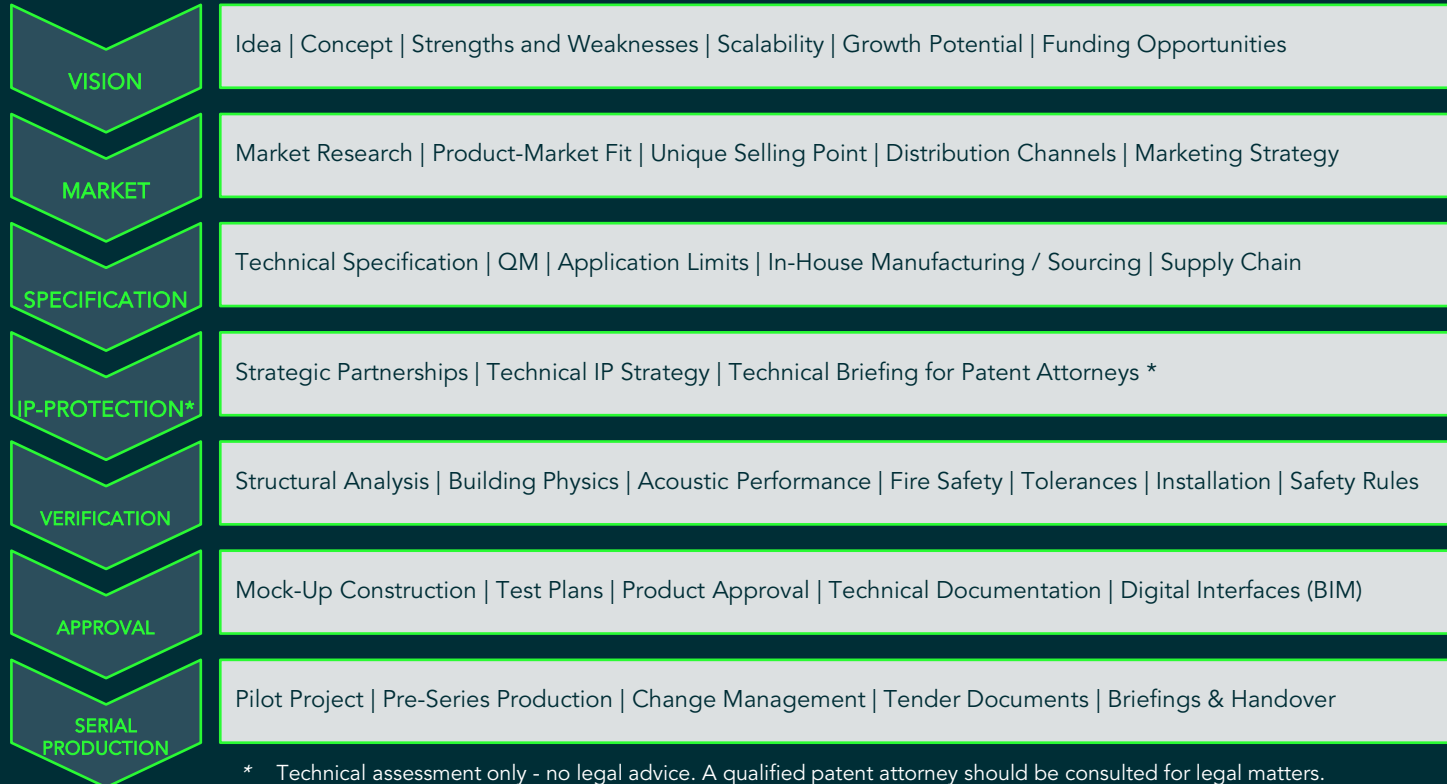 VISION
Idea | Concept | Strengths and Weaknesses | Scalability | Growth Potential | Funding Opportunities
MARKET
Market Research | Product-Market Fit | Unique Selling Point | Distribution Channels | Marketing Strategy
SPECIFICATION
Technical Specification | QM | Application Limits | In-House Manufacturing / Sourcing | Supply Chain
IP-PROTECTION*
Strategic Partnerships | Technical IP Strategy | Technical Briefing for Patent Attorneys *
VERIFICATION
Structural Analysis | Building Physics | Acoustic Performance | Fire Safety | Tolerances | Installation | Safety Rules
APPROVAL
Mock-Up Construction | Test Plans | Product Approval | Technical Documentation | Digital Interfaces (BIM)
SERIAL
PRODUCTION
Pilot Project | Pre-Series Production | Change Management | Tender Documents | Briefings & Handover
* Technical assessment only - no legal advice. A qualified patent attorney should be consulted for legal matters.